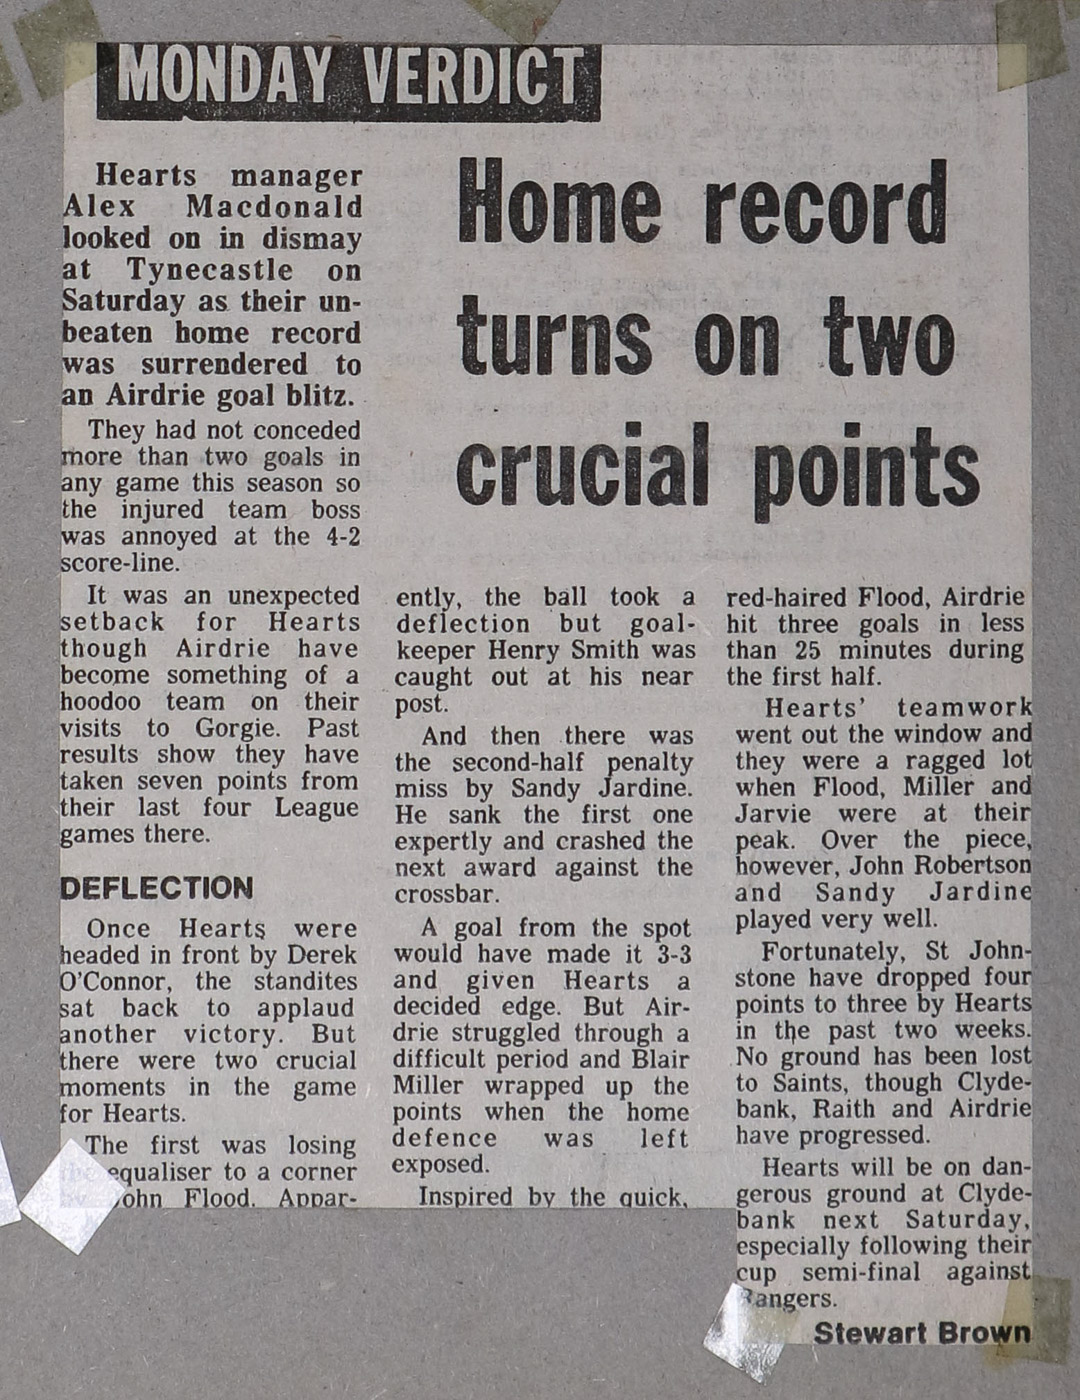 MONDAY VERDICT
Home record
turns on two
crucial points
Hearts manager
Alex Macdonald
looked on in dismay
at Tynecastle on
Saturday as their un-
beaten home record
was surrendered to
an Airdrie goal blitz.
They had not conceded
more than two goals in
any game this season so
the injured team boss
was annoyed at the 4-2
score-line.
It was an unexpected
setback for Hearts
though Airdrie have
become something of a
hoodoo team on their
visits to Gorgie. Past
results show they have
taken seven points from
their last four League
games there.
DEFLECTION
Once Hearts were
headed in front by Derek
O'Connor, the standites
sat back to applaud
another victory. But
there were two crucial
moments in the game
for Hearts.
The first was losing
the equaliser to a corner
by John Flood. Appar-
ently, the ball took a
deflection but goal-
keeper Henry Smith was
caught out at his near
post.
And then there was
the second-half penalty
miss by Sandy Jardine.
He sank the first one
expertly and crashed the
next award against the
crossbar.
A goal from the spot
would have made it 3-3
and given Hearts a
decided edge. But Air-
drie struggled through a
difficult period and Blair
Miller wrapped up the
points when the home
defence was left
exposed.
Inspired by the quick,
red-haired Flood, Airdrie
hit three goals in less
than 25 minutes during
the first half.
Hearts' teamwork
went out the window and
they were a ragged lot
when Flood, Miller and
Jarvie were at their
peak. Over the piece,
however, John Robertson
and Sandy Jardine
played very well.
Fortunately, St John-
stone have dropped four
points to three by Hearts
in the past two weeks.
No ground has been lost
to Saints, though Clyde-
bank, Raith and Airdrie
have progressed.
Hearts will be on dan-
gerous ground at Clyde-
bank next Saturday,
especially following their
cup semi-final against
Rangers.
Stewart Brown